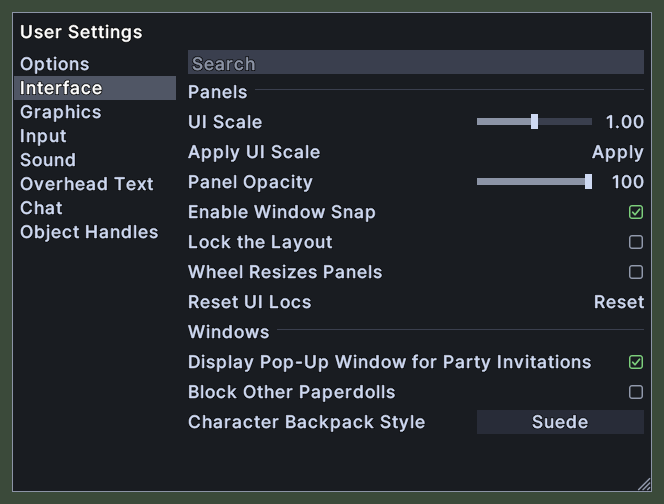 User Settings
Options
Interface
Graphics
Input
Sound
Overhead Text
Chat
Object Handles
Search
Panels
UI Scale 1.00
Apply UI Scale Apply
Panel Opacity 100
Enable Window Snap
Lock the Layout
Wheel Resizes Panels
Reset UI Locs Reset
Windows
Display Pop-Up Window for Party Invitations
Block Other Paperdolls
Character Backpack Style Suede